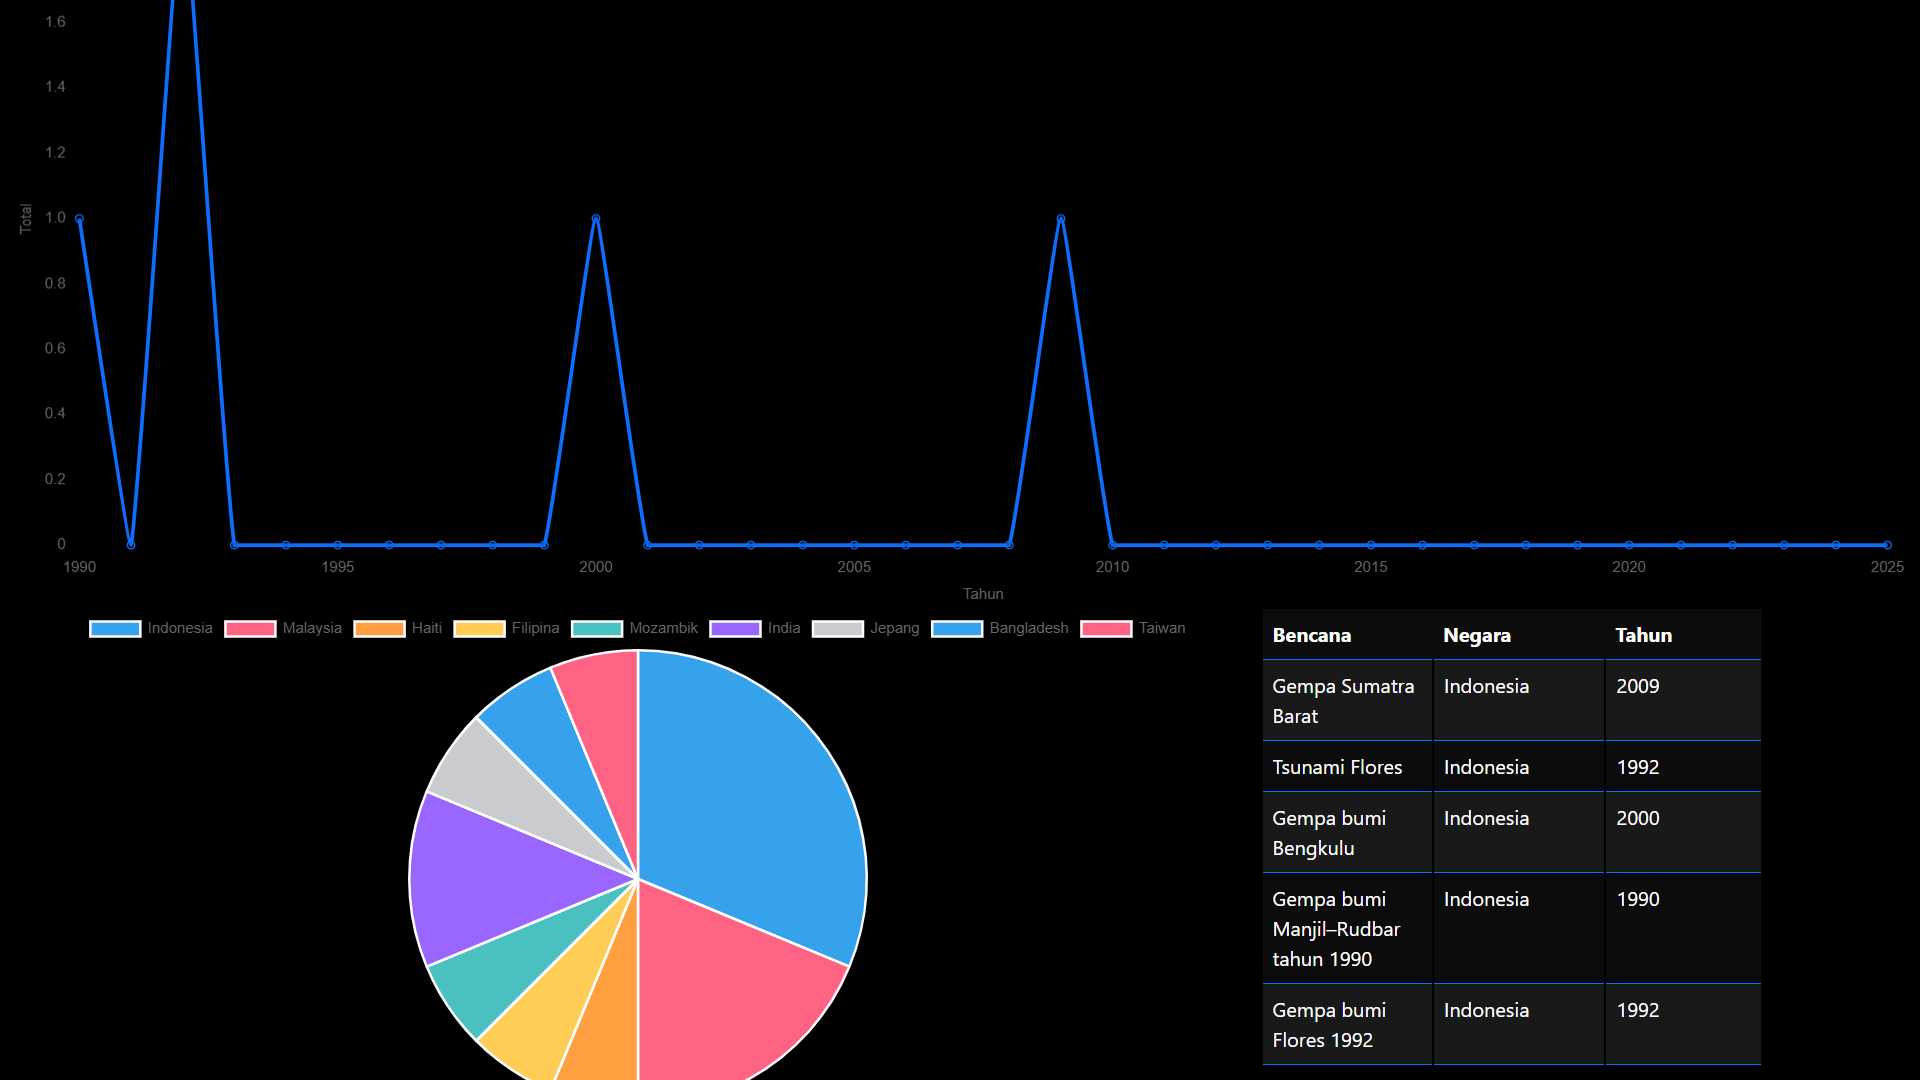 1.6
1.4
1.2
1.0
0.8
0.6
0.4
0.2
0
Total
1990 1995 2000 2005 2010 2015 2020 2025
Tahun
Indonesia Malaysia Haiti Filipina Mozambik India Jepang Bangladesh Taiwan
Bencana Negara Tahun
Gempa Sumatra Indonesia 2009
Barat
Tsunami Flores Indonesia 1992
Gempa bumi Indonesia 2000
Bengkulu
Gempa bumi Indonesia 1990
Manjil–Rudbar
tahun 1990
Gempa bumi Indonesia 1992
Flores 1992